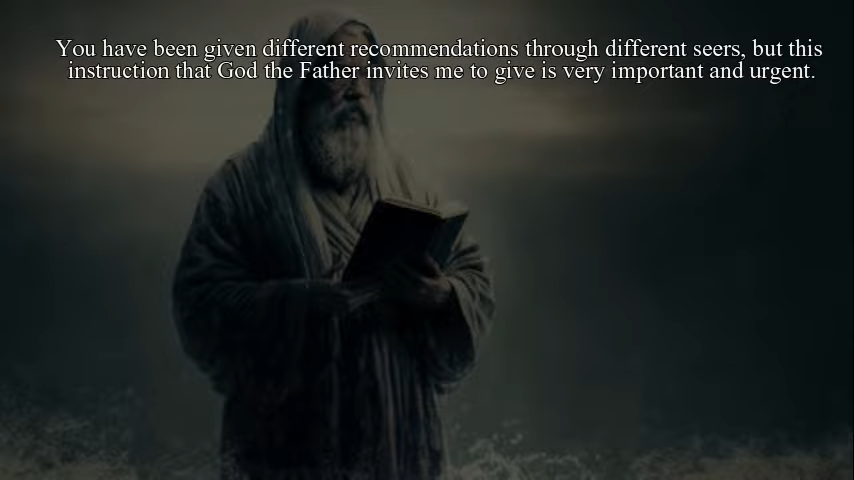 You have been given different recommendations through different seers, but this
instruction that God the Father invites me to give is very important and urgent.